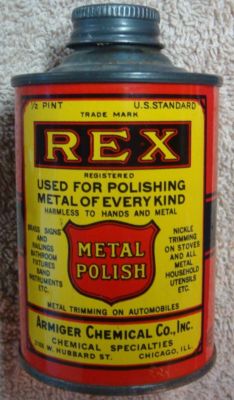 ½ PINT U.S. STANDARD
TRADE MARK
REX
REGISTERED
USED FOR POLISHING
METAL OF EVERY KIND
HARMLESS TO HANDS AND METAL
BRASS SIGNS
AND
RAILINGS
BATHROOM
FIXTURES
BAND
INSTRUMENTS
ETC.
METAL
POLISH
NICKLE
TRIMMING
ON STOVES
AND ALL
METAL
HOUSEHOLD
UTENSILS
ETC.
METAL TRIMMING ON AUTOMOBILES
ARMIGER CHEMICAL CO., INC.
CHEMICAL SPECIALTIES
W. HUBBARD ST. CHICAGO, ILL.